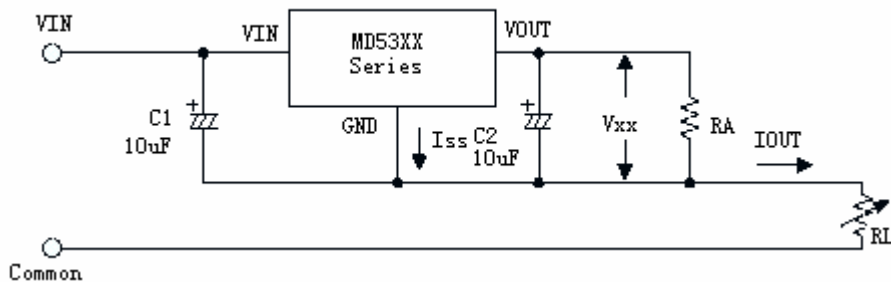 VIN
VIN
MD53XX
Series
VOUT
C1
10uF
GND
Iss
C2
10uF
Vxx
RA
IOUT
RL
Common